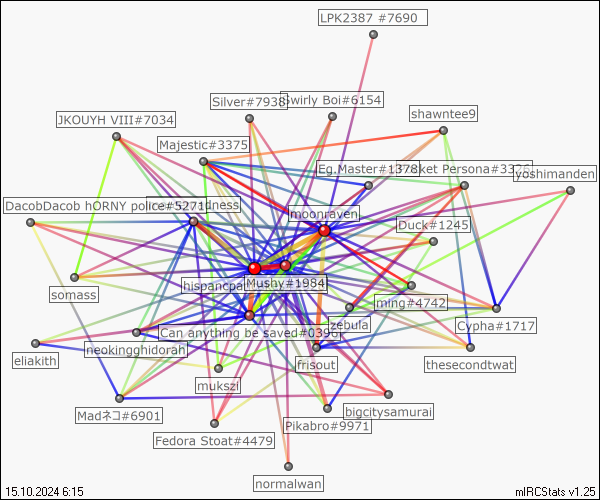 LPK2387 #7690
Silver#7938
Swirly Boi#6154
JKOUYH VIII#7034
shawntee9
Majestic#3375
Eg.Master#1378
ket Persona#3326
yoshimanden
DacobDacob hORNY police#5271
dness
moonraven
Duck#1245
hispancpa
Mushy#1984
somass
ming#4742
Can anything be saved#0396
zebula
Cypha#1717
eliakith
neokingghidorah
frisout
thesecondtwat
mukszi
Madネコ#6901
bigcitysamurai
Fedora Stoat#4479
Pikabro#9971
normalwan
15.10.2024 6:15
mIRCStats v1.25